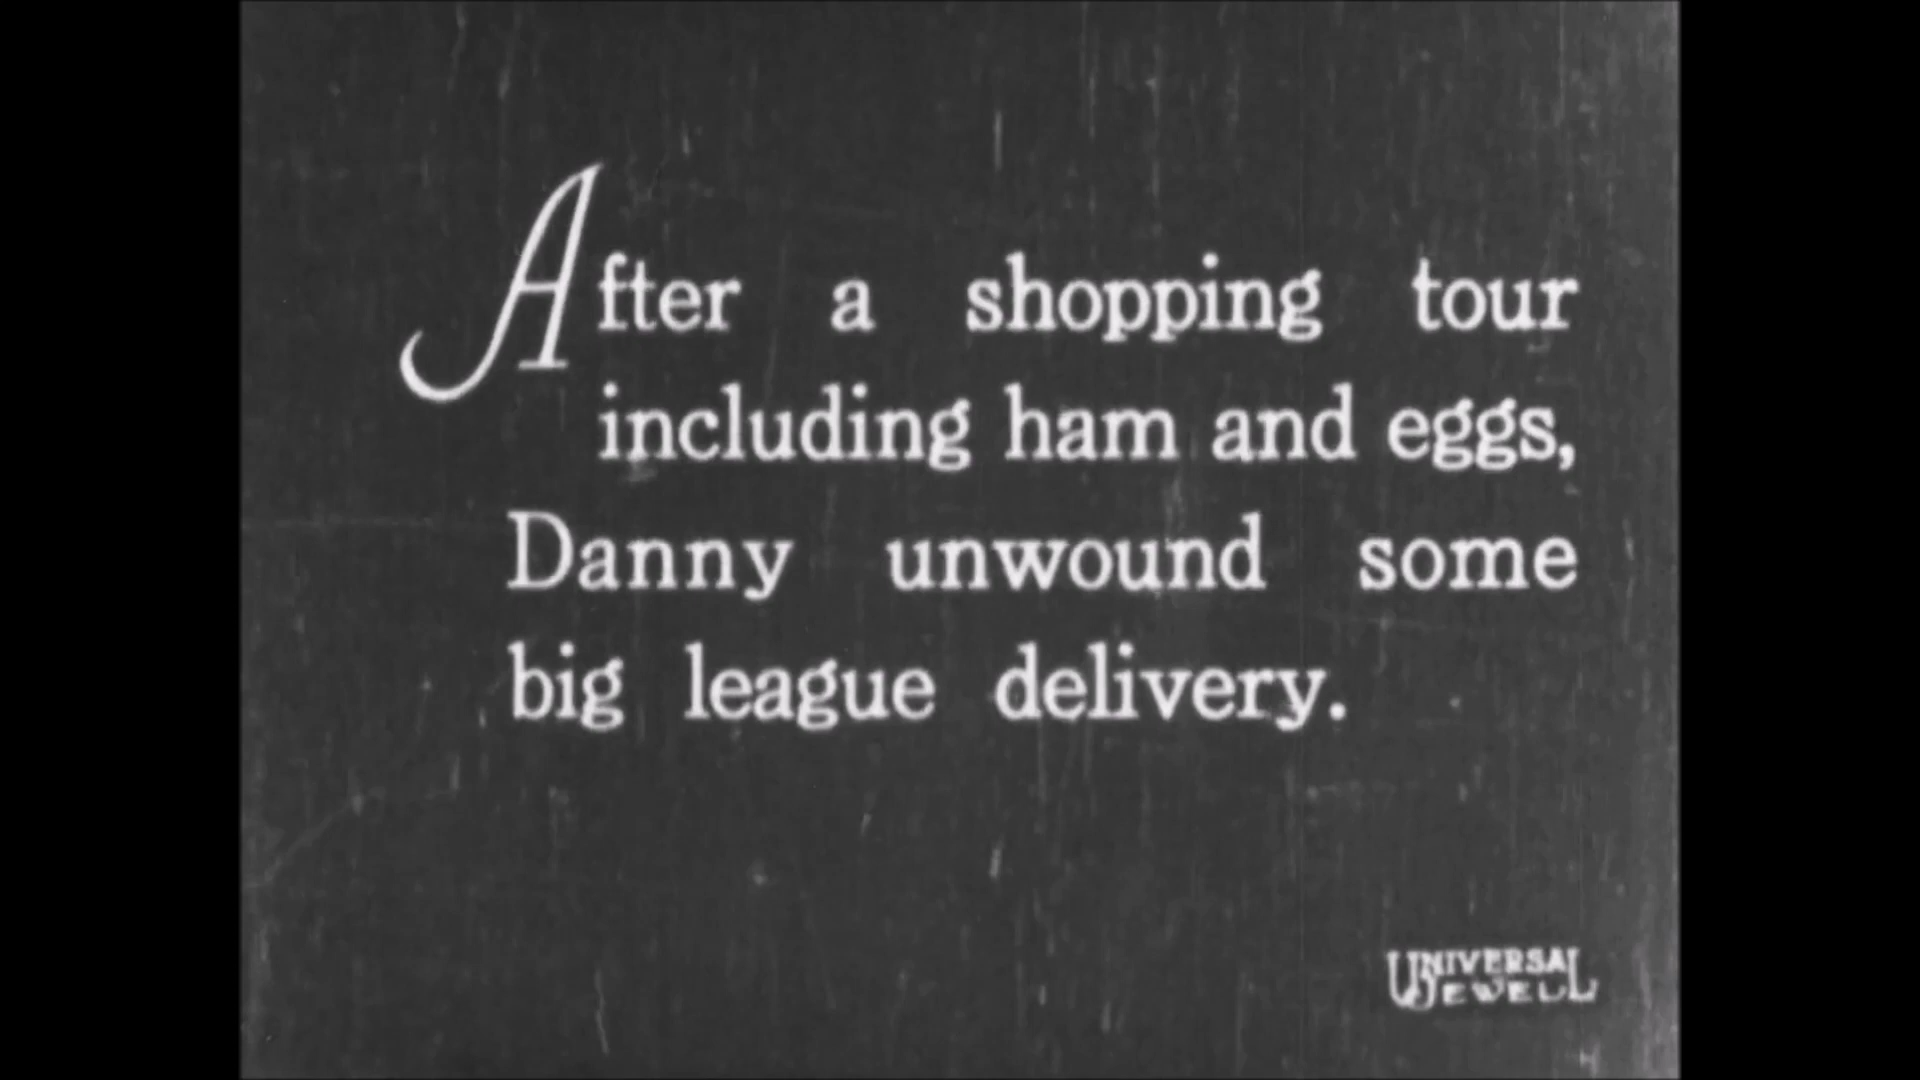 After a shopping tour
including ham and eggs,
Danny unwound some
big league delivery.
UNIVERSAL
JEWEL